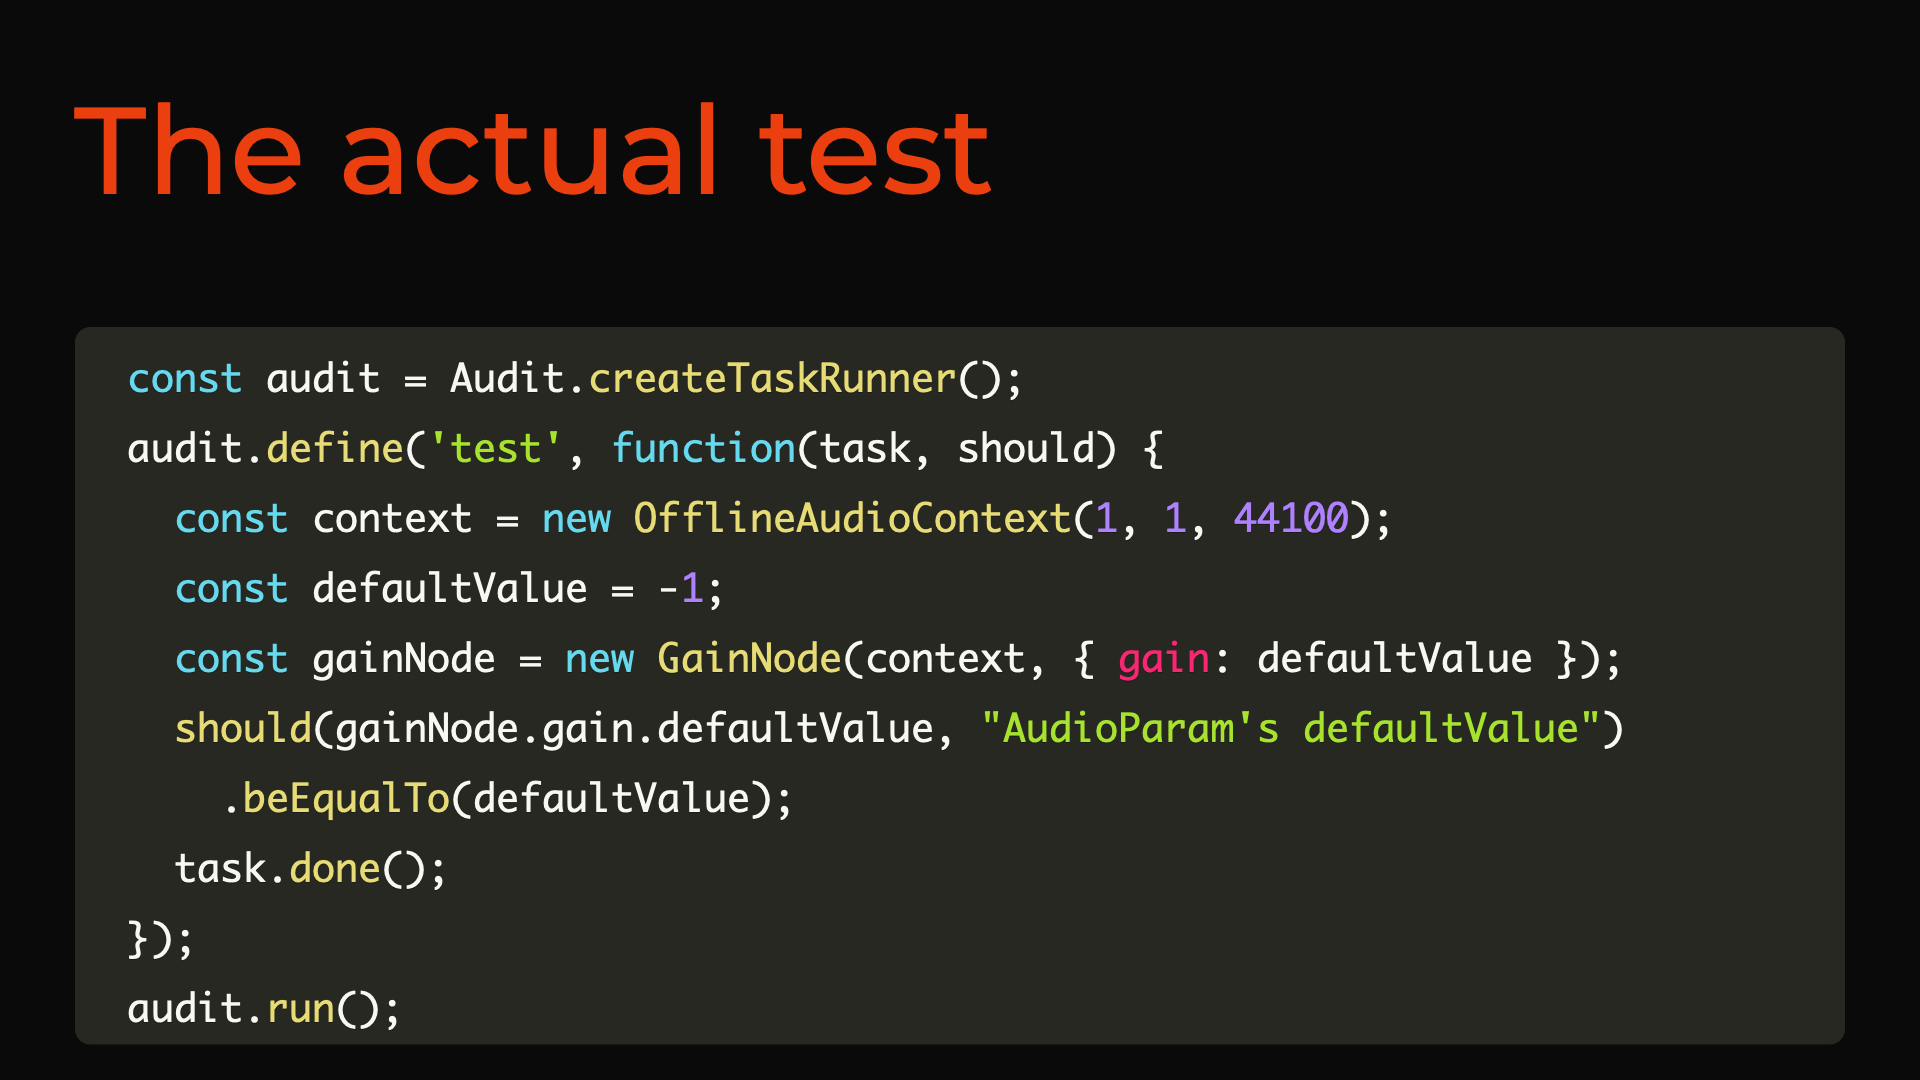 The actual test
const audit = Audit.createTaskRunner();
audit.define('test', function(task, should) {
  const context = new OfflineAudioContext(1, 1, 44100);
  const defaultValue = -1;
  const gainNode = new GainNode(context, { gain: defaultValue });
  should(gainNode.gain.defaultValue, "AudioParam's defaultValue")
    .beEqualTo(defaultValue);
  task.done();
});
audit.run();